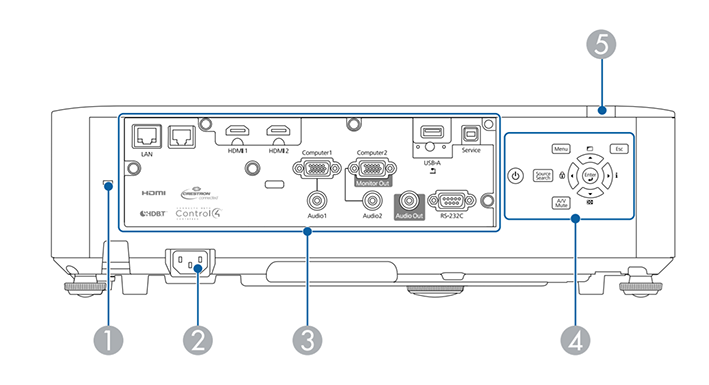 5
LAN
HDMI1
HDMI2
Computer1
Computer2
Monitor Out
USB-A
Service
HDMI
CRESTRON
connected
HDBT
Control4
Audio1
Audio2
Audio Out
RS-232C
Menu
Esc
Source
Search
Enter
A/V
Mute
1
2
3
4